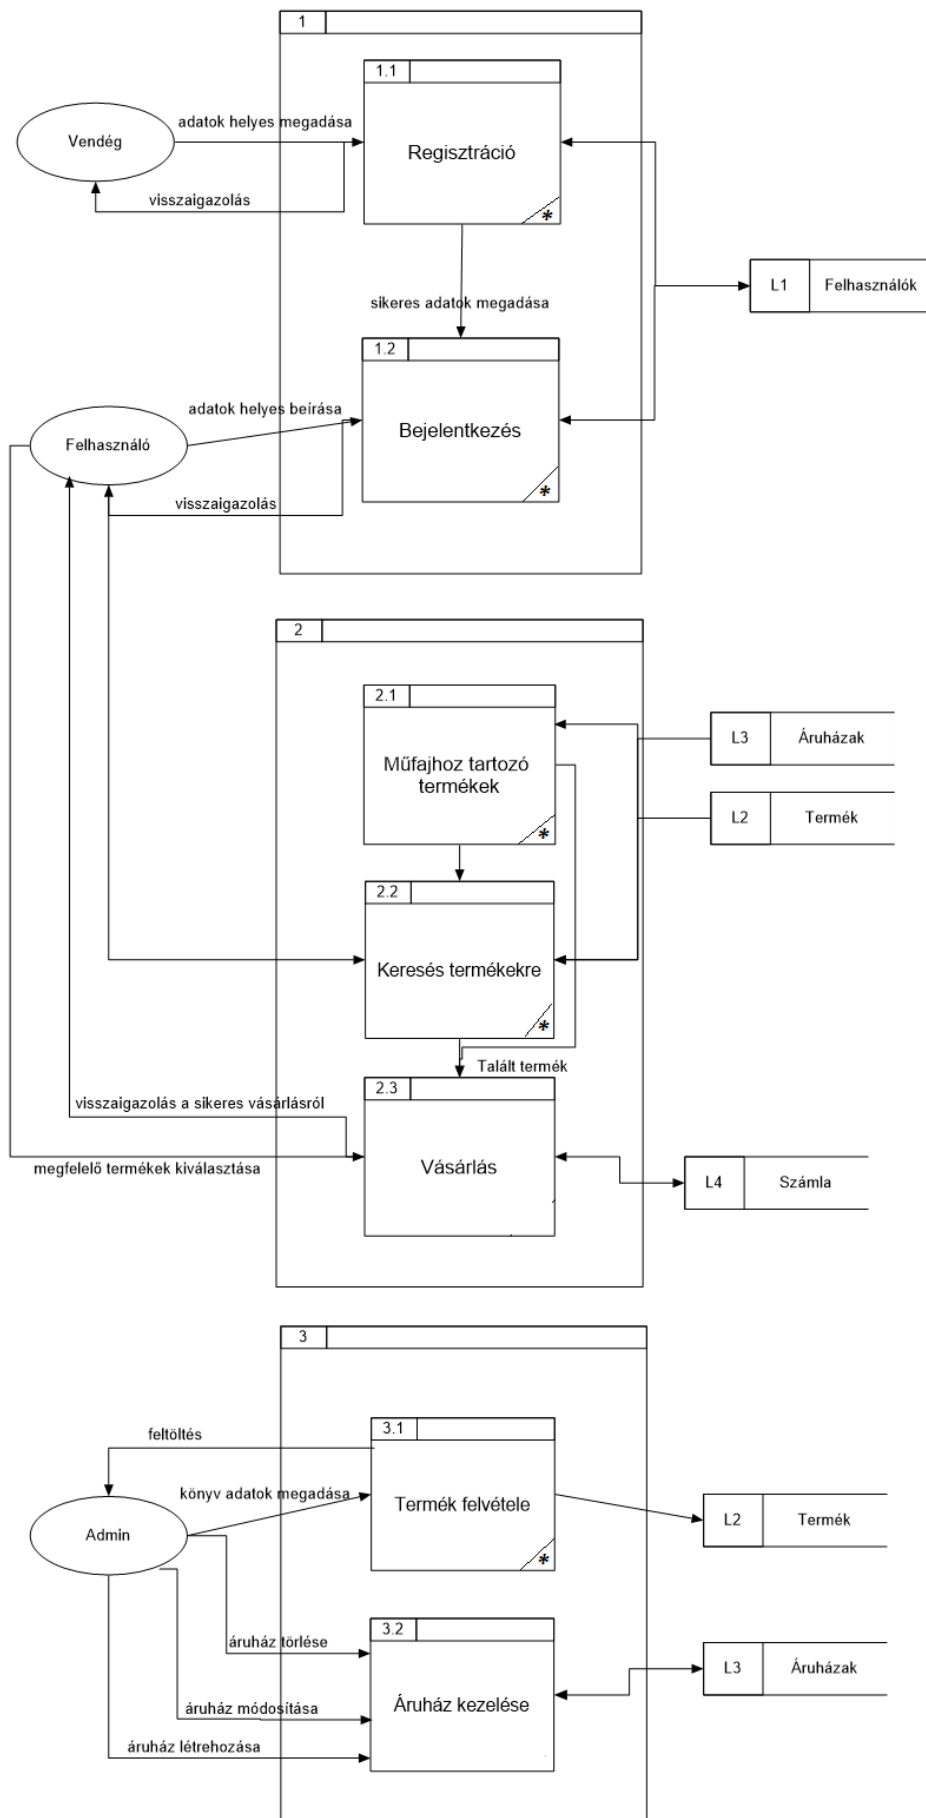 1
1.1
adatok helyes megadása
Vendég
Regisztráció
visszaigazolás
*
L1
Felhasználók
sikeres adatok megadása
1.2
adatok helyes beírása
Felhasználó
Bejelentkezés
visszaigazolás
*
2
2.1
L3
Áruházak
Műfajhoz tartozó
termékek
L2
Termék
*
2.2
Keresés termékekre
*
Talált termék
2.3
visszaigazolás a sikeres vásárlásról
megfelelő termékek kiválasztása
Vásárlás
L4
Számla
3
3.1
feltöltés
könyv adatok megadása
Termék felvétele
L2
Termék
Admin
*
3.2
áruház törlése
L3
Áruházak
áruház módosítása
Áruház kezelése
áruház létrehozása